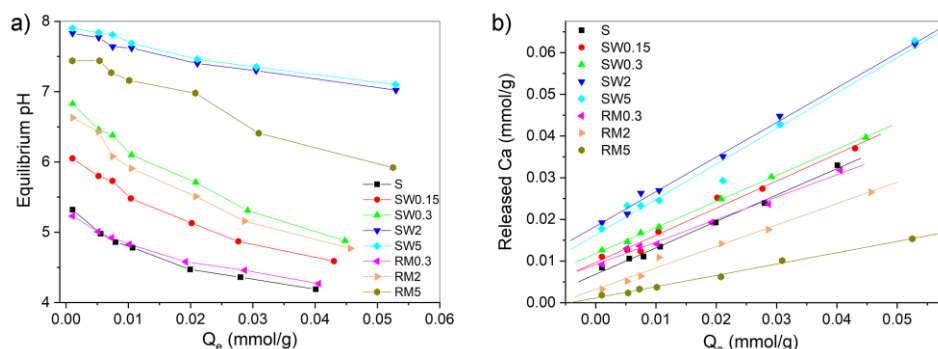 a)
Equilibrium pH
8
7
6
5
4
S
SW0.15
SW0.3
SW2
SW5
RM0.3
RM2
RM5
0.00 0.01 0.02 0.03 0.04 0.05 0.06
Qe (mmol/g)
b)
Released Ca (mmol/g)
0.06
0.05
0.04
0.03
0.02
0.01
0.00
S
SW0.15
SW0.3
SW2
SW5
RM0.3
RM2
RM5
0.00 0.01 0.02 0.03 0.04 0.05
(mmol/g)